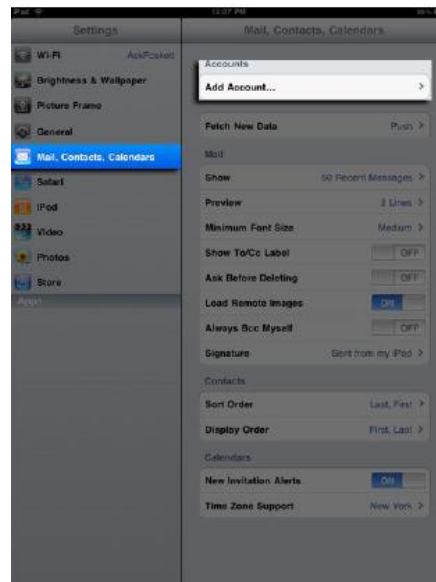 iPad
12:07 PM
Settings
Mail, Contacts, Calendars
Wi-Fi
Brightness & Wallpaper
Picture Frame
General
Mail, Contacts, Calendars
Safari
iPod
Video
Photos
Store
Apps
Accounts
Add Account... >
Fetch New Data Push >
Mail
Show 50 Recent Messages >
Preview 2 Lines >
Minimum Font Size Medium >
Show To/Cc Label OFF
Ask Before Deleting OFF
Load Remote Images ON
Always Bcc Myself OFF
Signature Sent from my iPad >
Contacts
Sort Order Last, First >
Display Order First, Last >
Calendars
New Invitation Alerts ON
Time Zone Support New York >